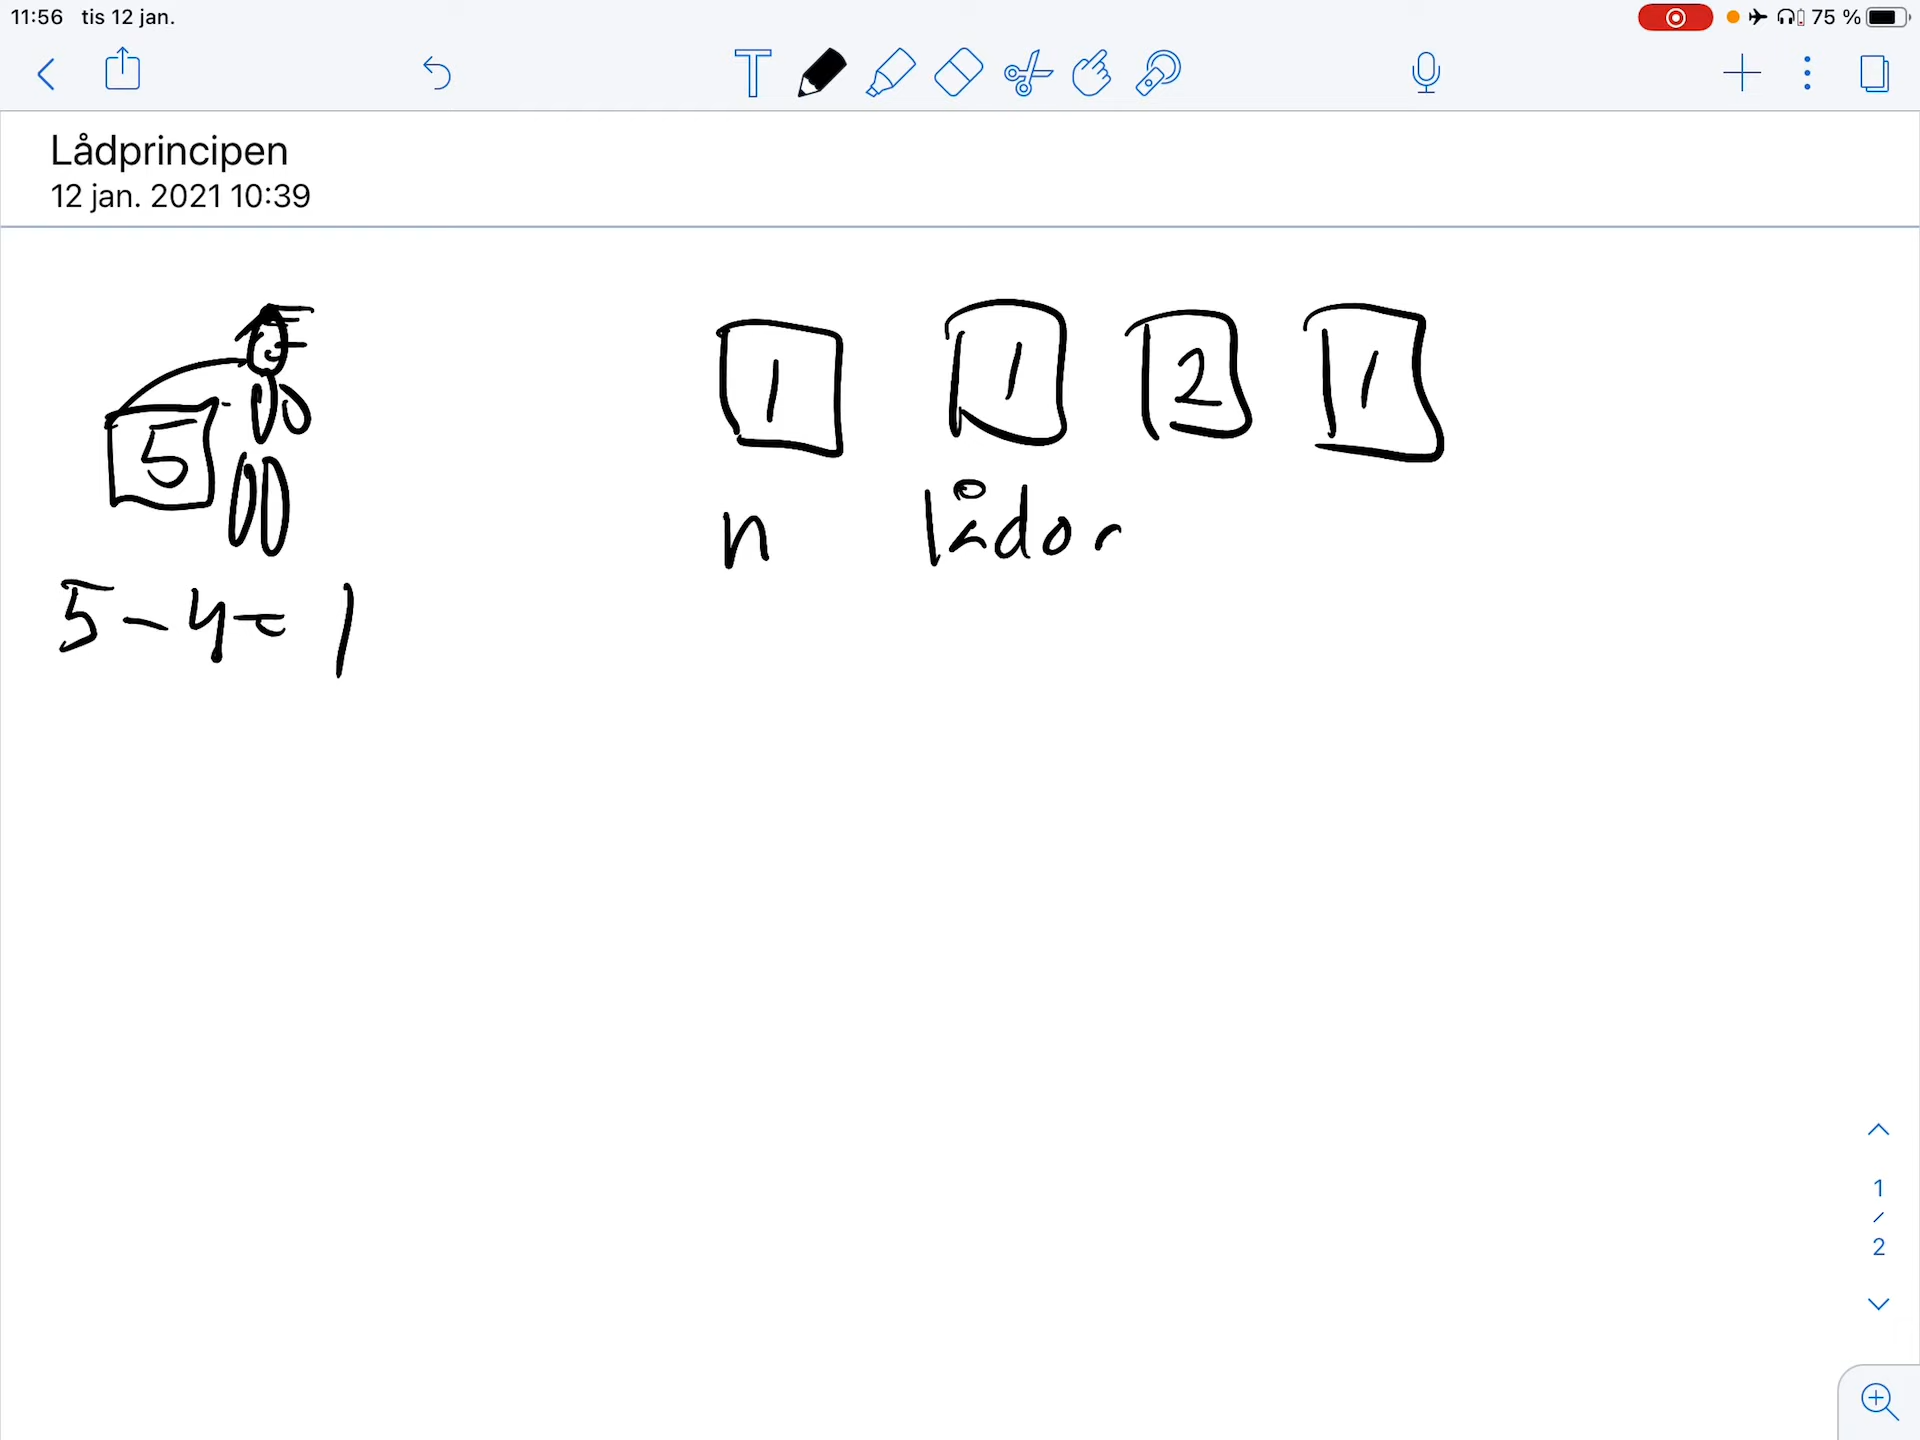 11:56 tis 12 jan.
75 %
T
Lådprincipen
12 jan. 2021 10:39
1 1 2 1
5
n lådor
5-4= 1
1
/
2